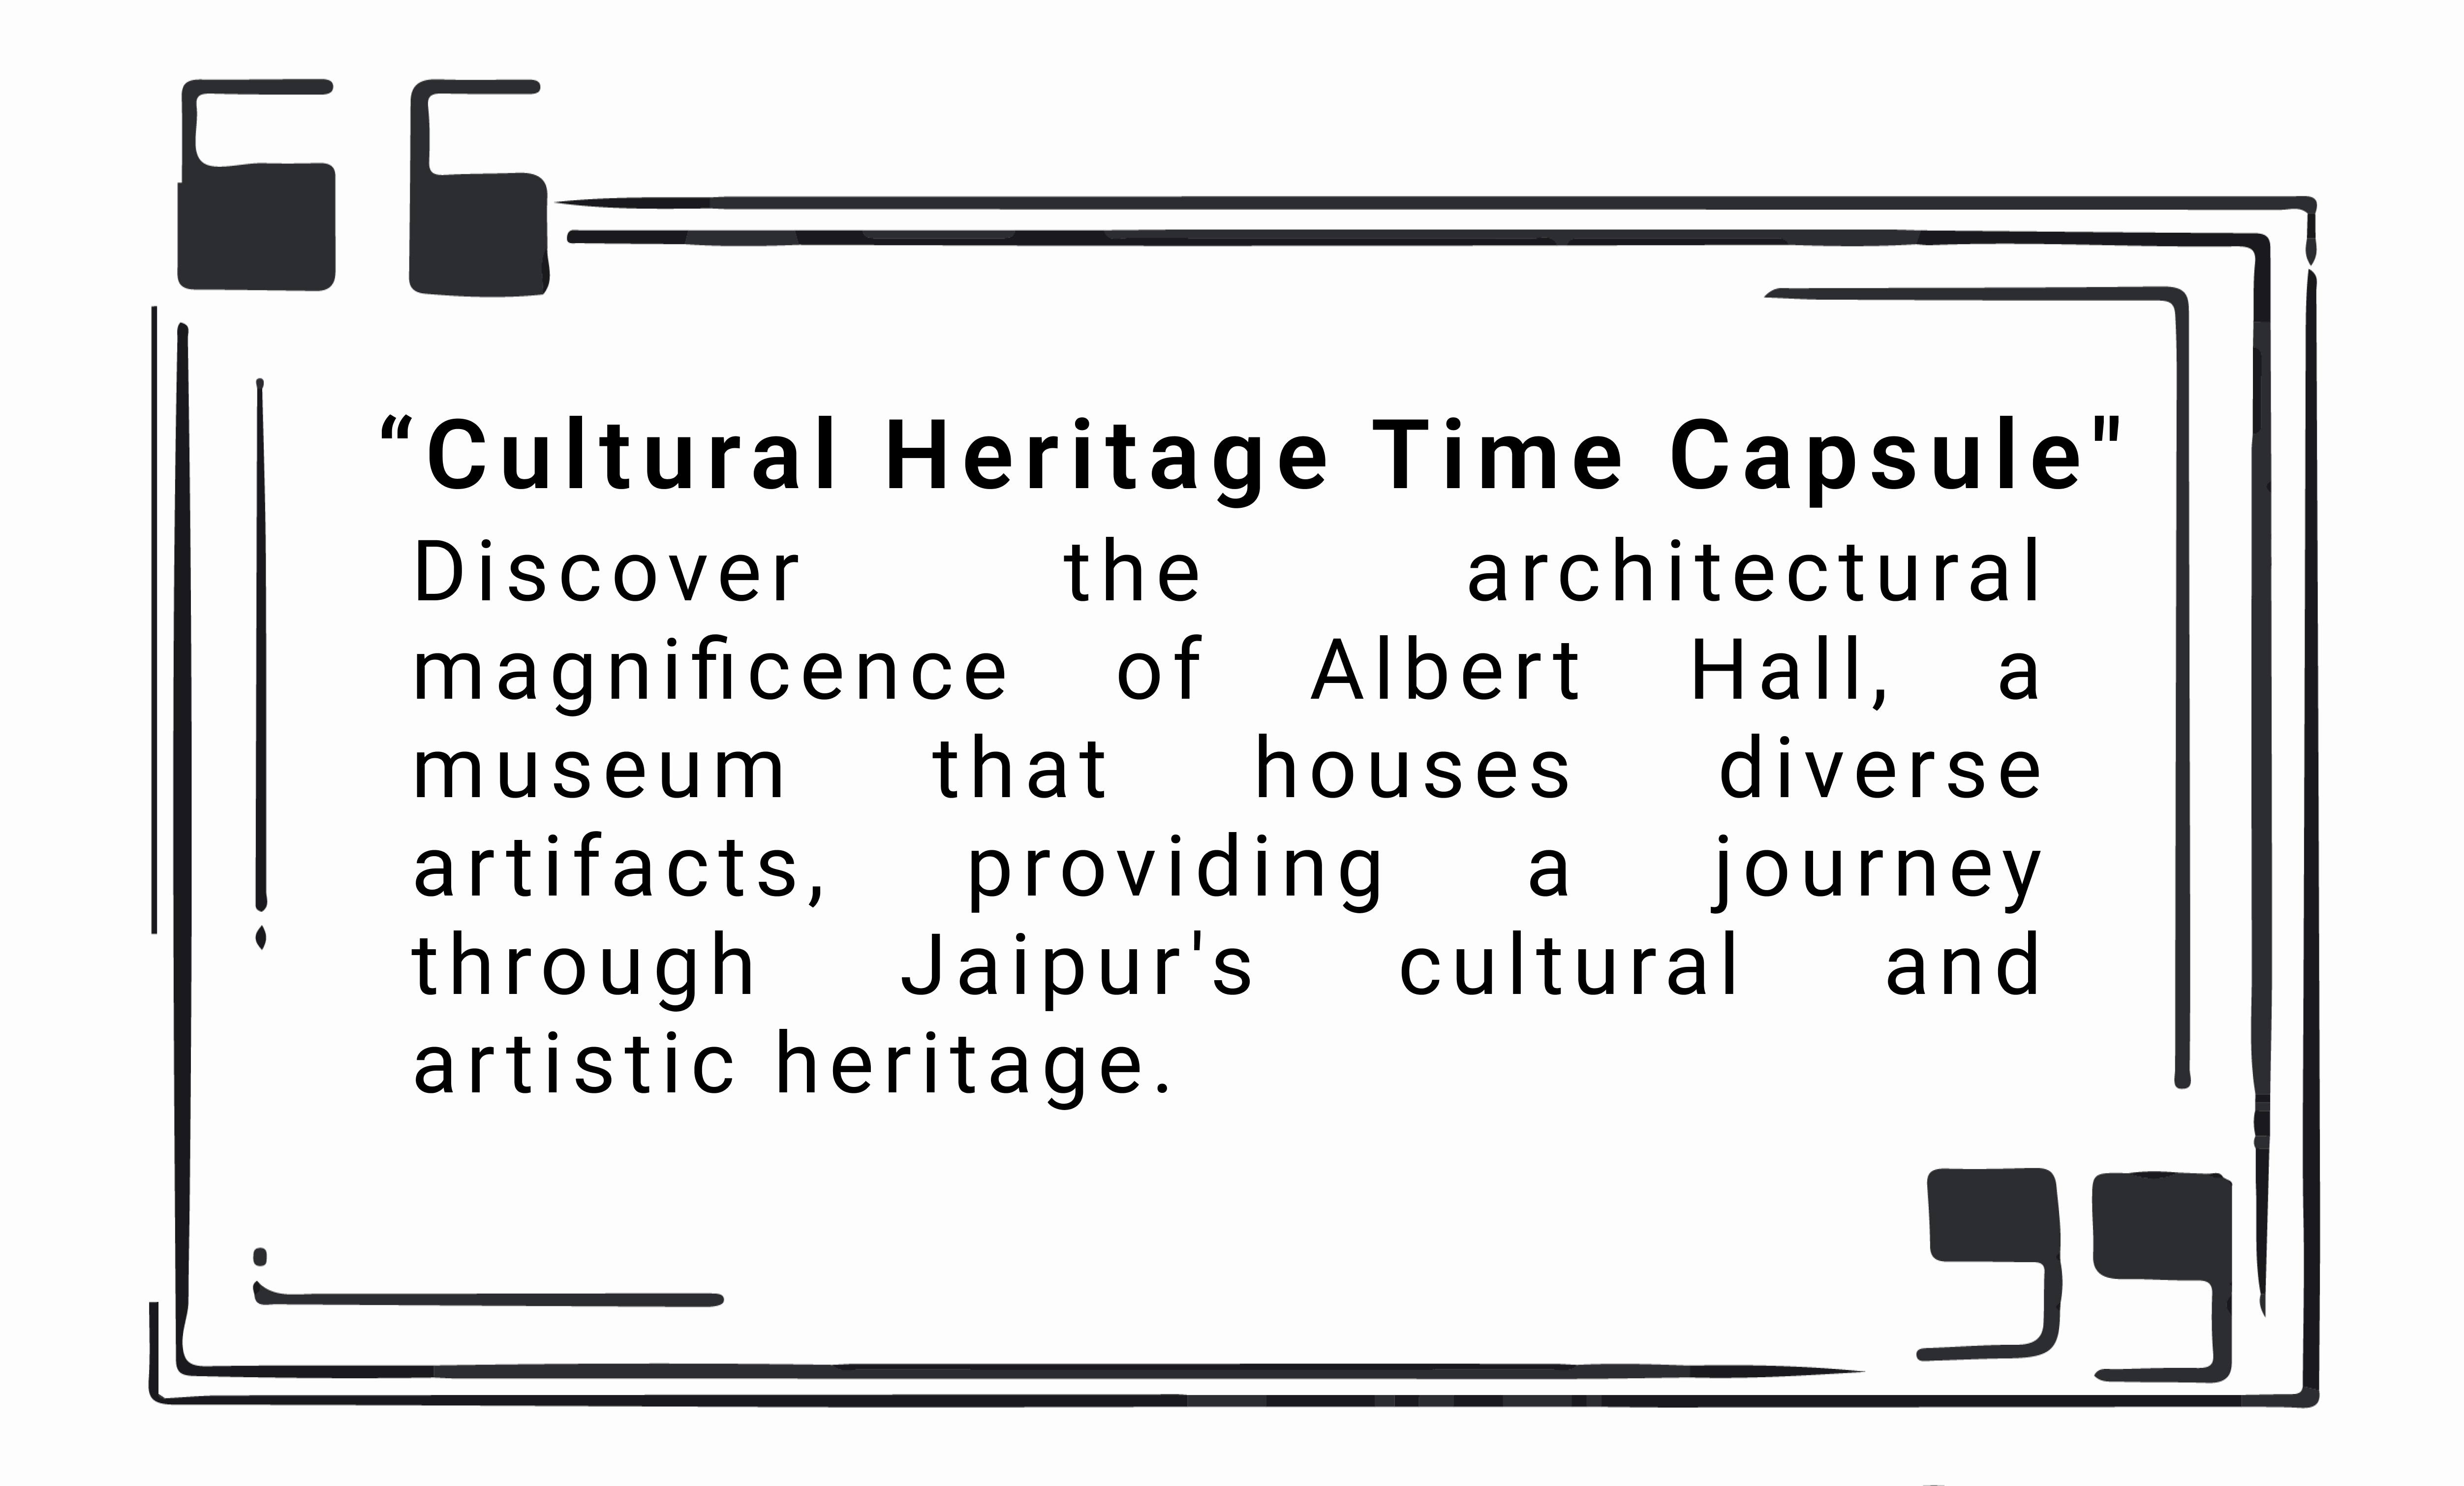 “Cultural Heritage Time Capsule"
Discover the architectural
magnificence of Albert Hall, a
museum that houses diverse
artifacts, providing a journey
through Jaipur's cultural and
artistic heritage.